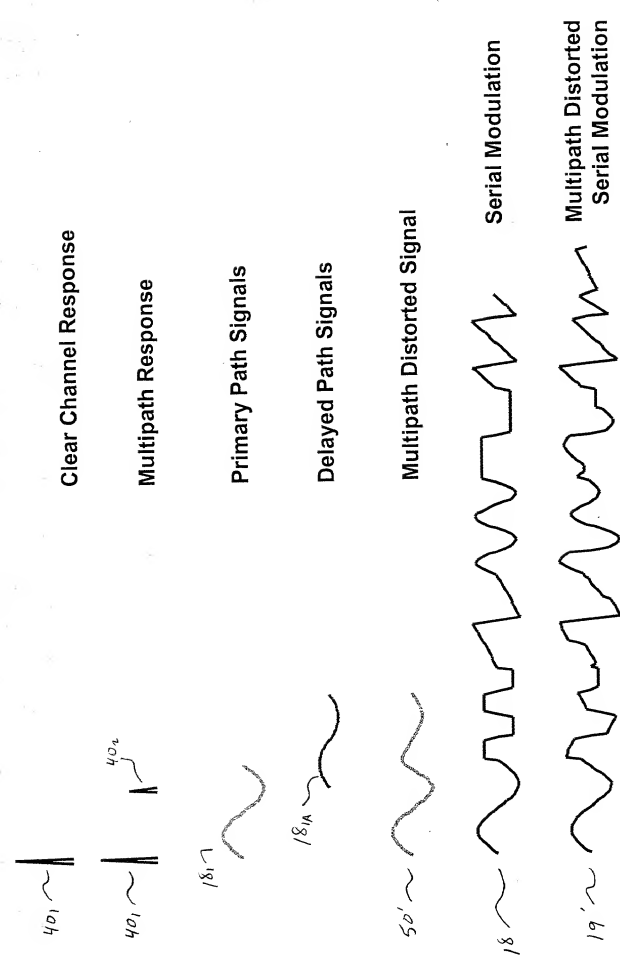 40₁
Clear Channel Response
40₁
40₂
Multipath Response
18₁
Primary Path Signals
18₁A
Delayed Path Signals
50'
Multipath Distorted Signal
18
Serial Modulation
19'
Multipath Distorted
Serial Modulation